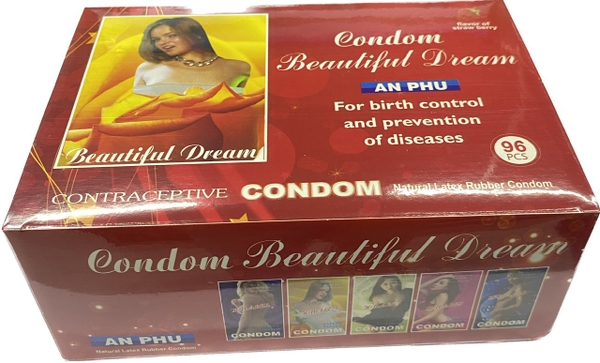 flavor of
straw berry
Condom
Beautiful Dream
AN PHU
For birth control
and prevention
of diseases
96
PCS
Beautiful Dream
CONTRACEPTIVE CONDOM Natural Latex Rubber Condom
Condom Beautiful Dream
CONDOM
CONDOM
CONDOM
CONDOM
CONDOM
AN PHU
Natural Latex Rubber Condom